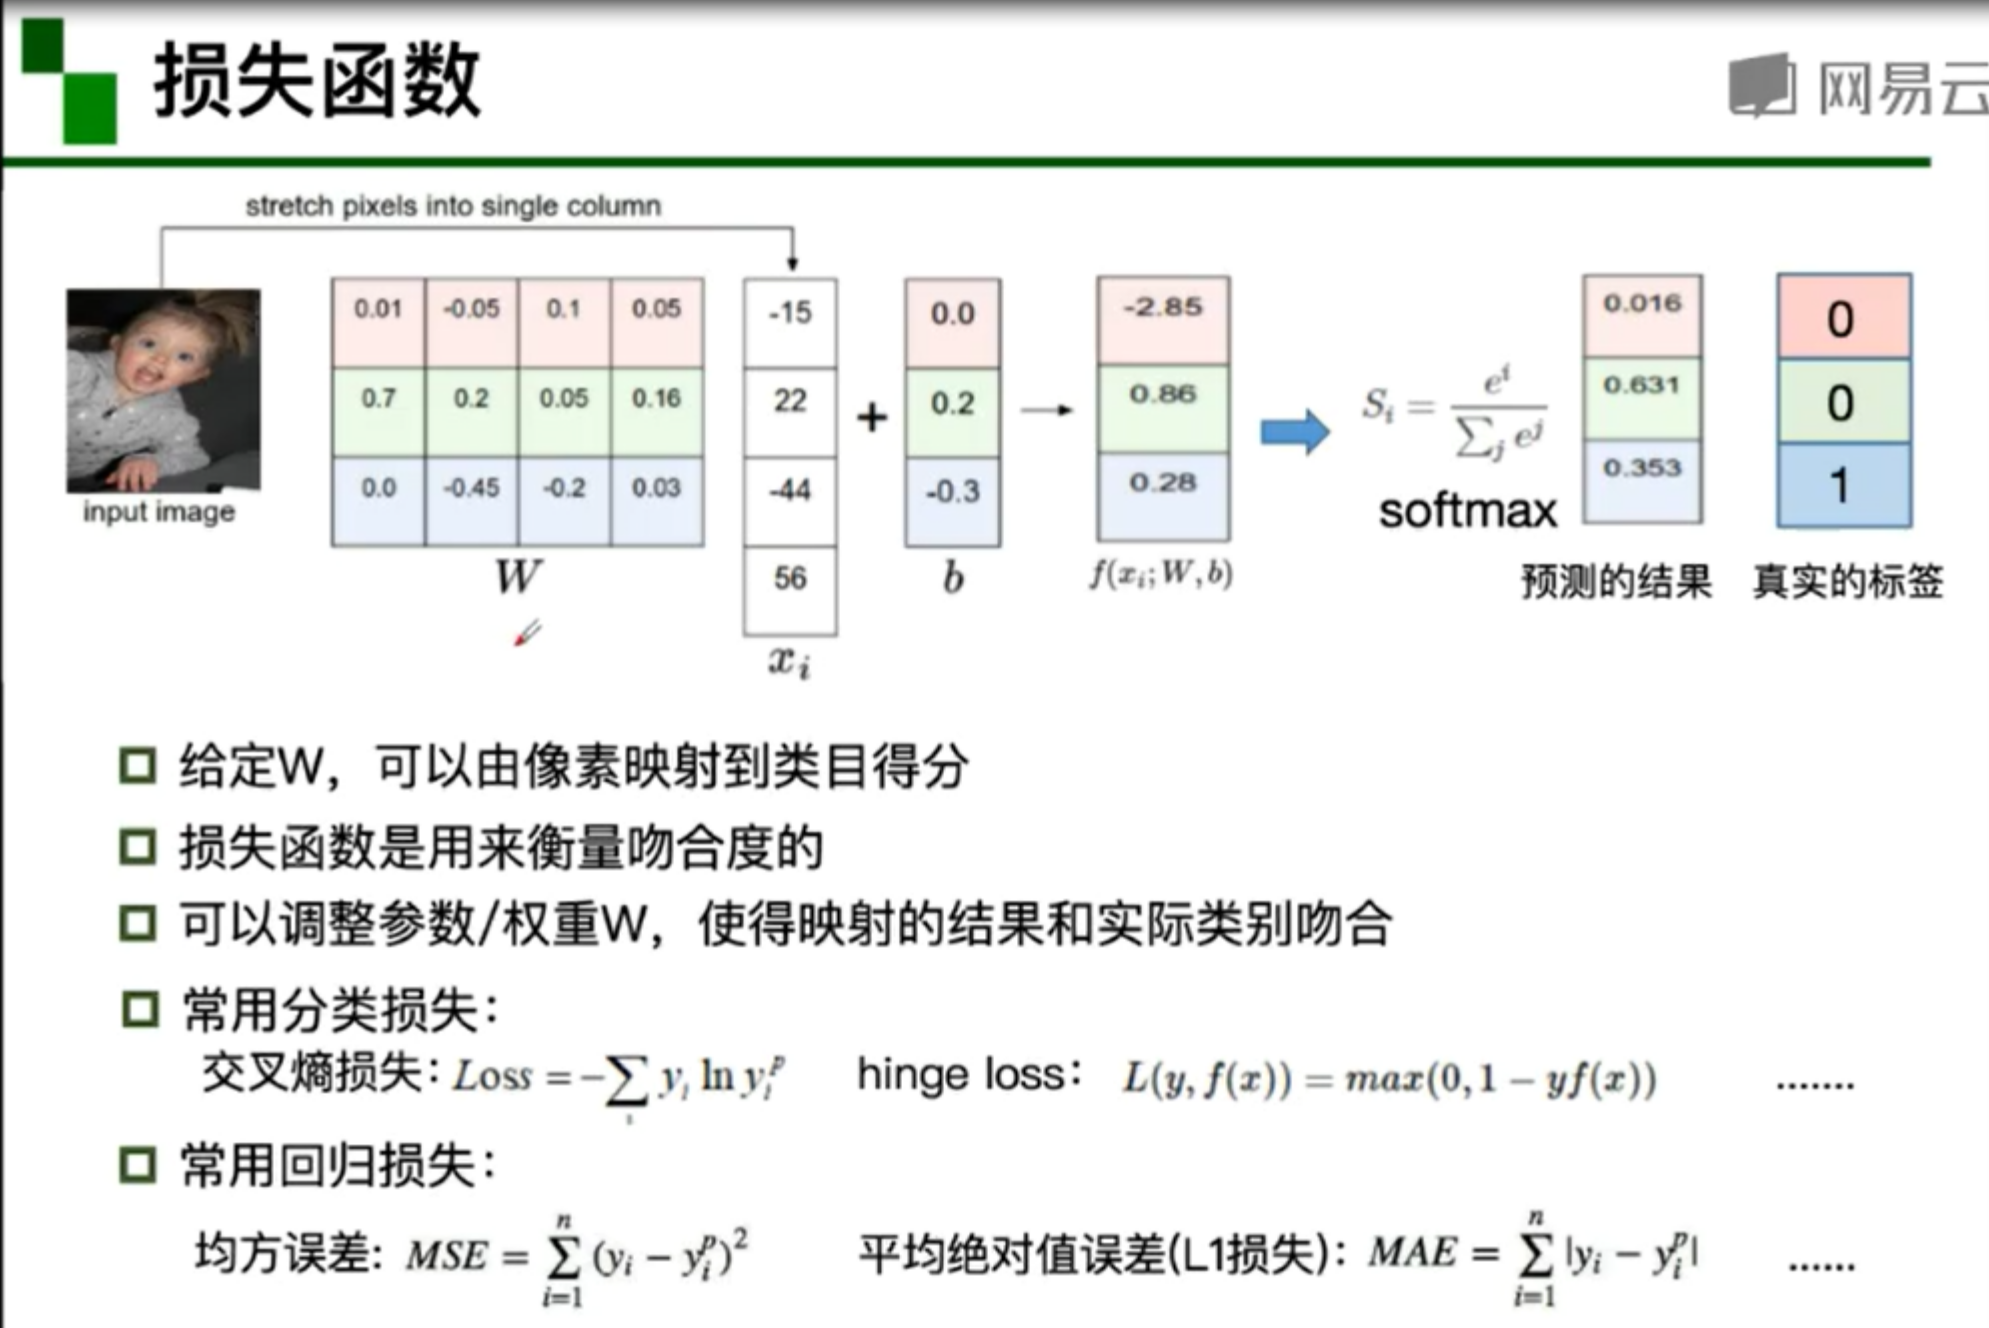 损失函数
网易云
stretch pixels into single column
input image
0.01 -0.05 0.1 0.05
0.7 0.2 0.05 0.16
0.0 -0.45 -0.2 0.03
W
-15
22
-44
56
x_i
+
0.0
0.2
-0.3
b
-2.85
0.86
0.28
f(x_i; W, b)
S_i = e^i / ∑_j e^j
softmax
0.016
0.631
0.353
预测的结果
0
0
1
真实的标签
给定W，可以由像素映射到类目得分
损失函数是用来衡量吻合度的
可以调整参数/权重W，使得映射的结果和实际类别吻合
常用分类损失：
交叉熵损失：Loss = −∑_i y_i ln y_i^p hinge loss： L(y, f(x)) = max(0, 1 − yf(x)) .......
常用回归损失：
均方误差: MSE = ∑_{i=1}^{n} (y_i − y_i^p)^2 平均绝对值误差(L1损失)：MAE = ∑_{i=1}^{n} |y_i − y_i^p| ......